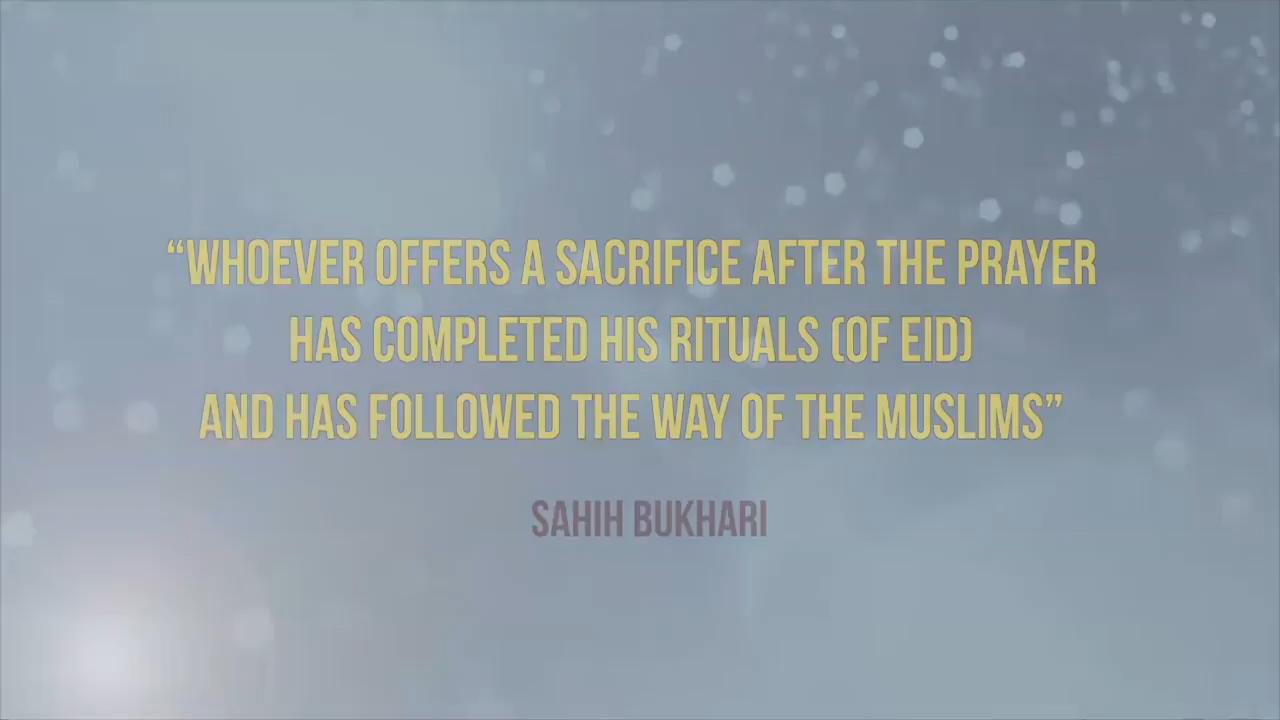 “WHOEVER OFFERS A SACRIFICE AFTER THE PRAYER
HAS COMPLETED HIS RITUALS (OF EID)
AND HAS FOLLOWED THE WAY OF THE MUSLIMS”
SAHIH BUKHARI